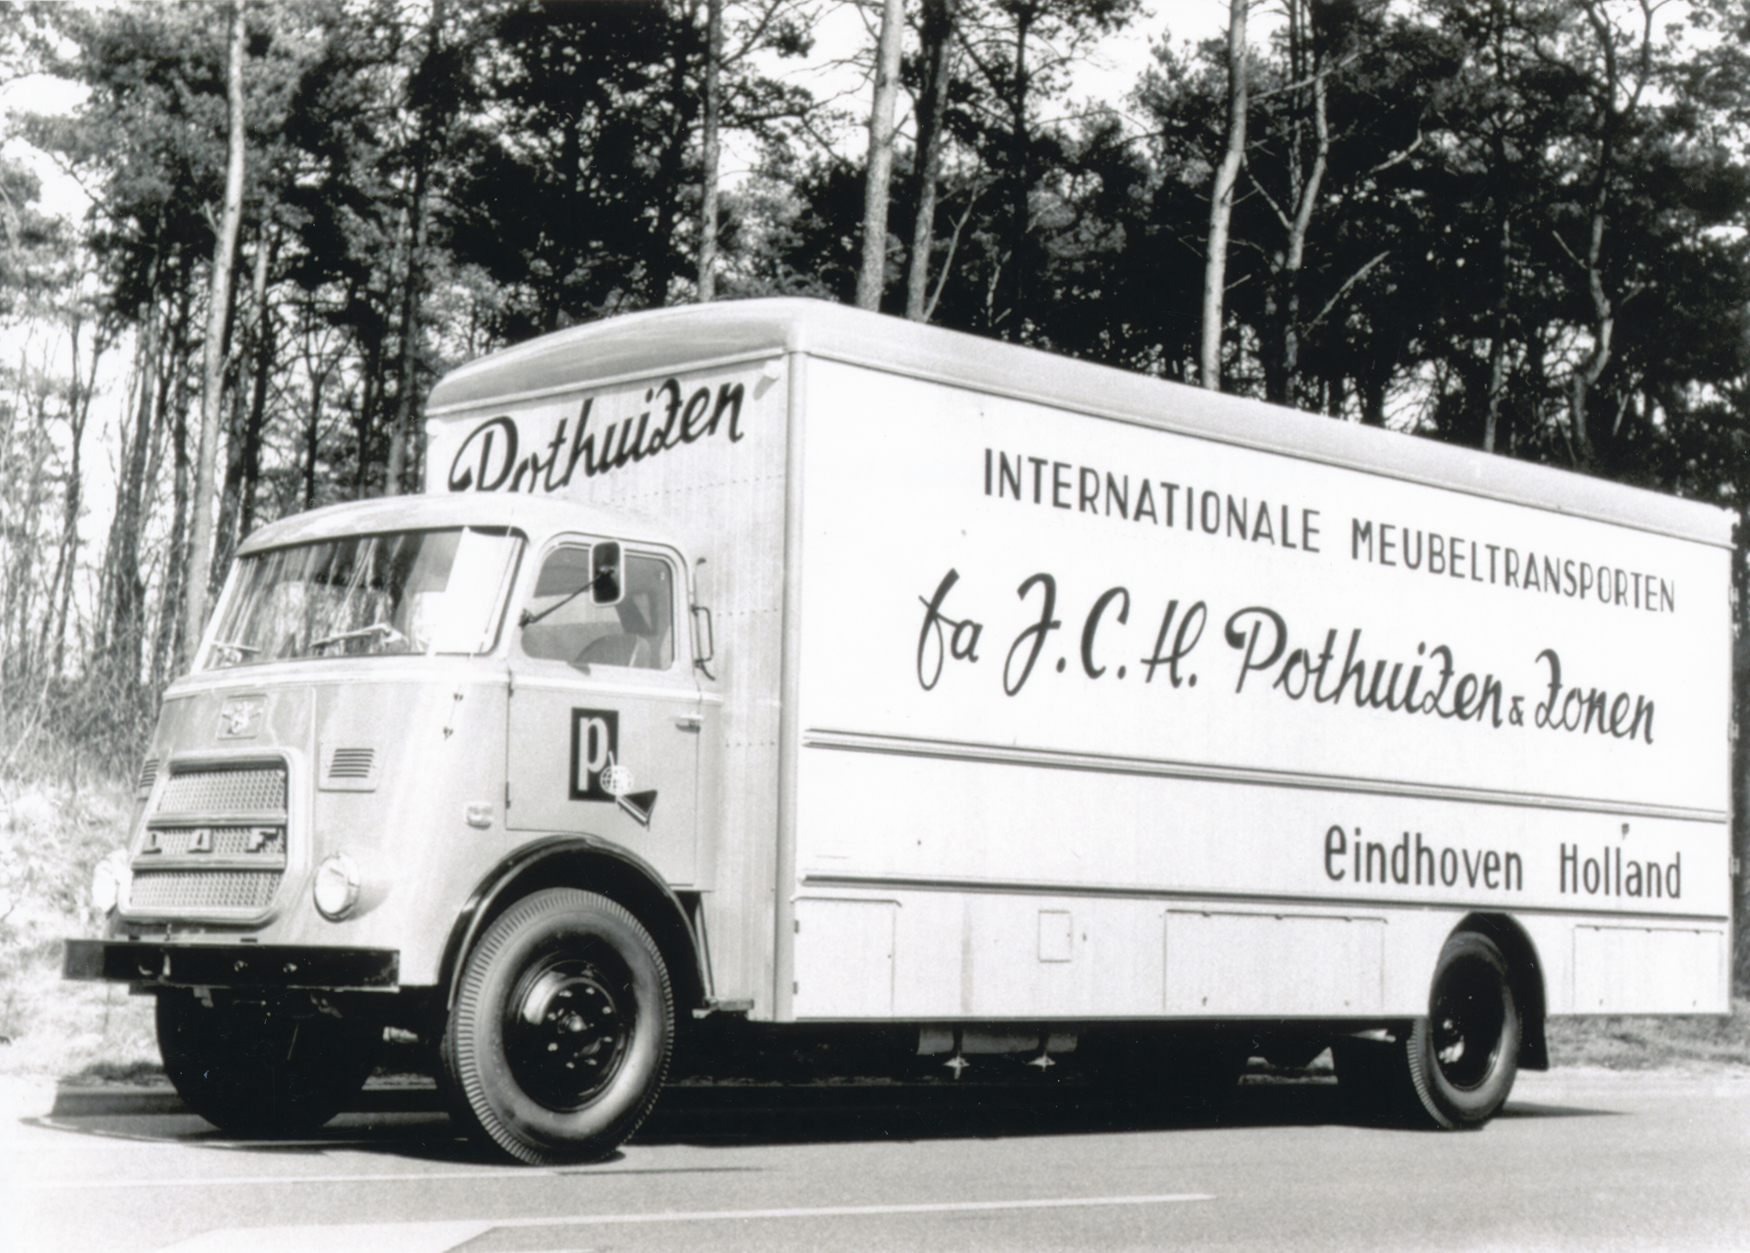 Pothuizen
INTERNATIONALE MEUBELTRANSPORTEN
fa J.C.H. Pothuizen & Zonen
eindhoven Holland
p
DAF